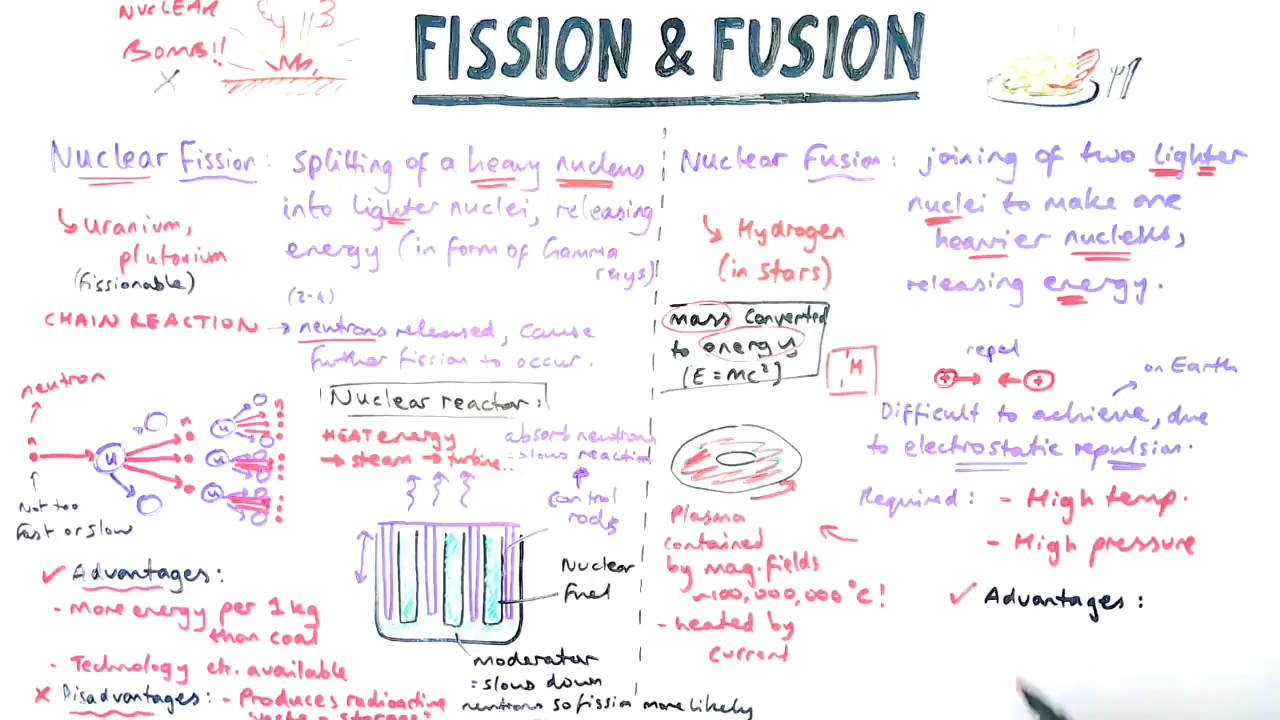 NUCLEAR
BOMB!!
FISSION & FUSION
Nuclear Fission: splitting of a heavy nucleus
into lighter nuclei, releasing
energy (in form of Gamma
rays)
↳ Uranium,
plutonium
(fissionable)
(2-4)
CHAIN REACTION → neutrons released, cause
further fission to occur.
neutron
n
u
n
u
u
u
n
n
n
Not too
fast or slow
Nuclear reactor:
HEAT energy
→ steam → turbine...
absorb neutrons
= slows reaction
control
rods
Nuclear
fuel
moderator
= slows down
neutrons so fission more likely
✓ Advantages:
- More energy per 1kg
than coal
- Technology etc. available
x Disadvantages: - Produces radioactive
waste → storage?
Nuclear Fusion: joining of two lighter
nuclei to make one
heavier nucleus,
releasing energy.
↳ Hydrogen
(in stars)
mass converted
to energy
(E=mc²)
H
repel
+ → ← +
on Earth
Difficult to achieve, due
to electrostatic repulsion.
Required: - High temp.
- High pressure
Plasma
contained
by mag. fields
~100,000,000°C!
- heated by
current
✓ Advantages: